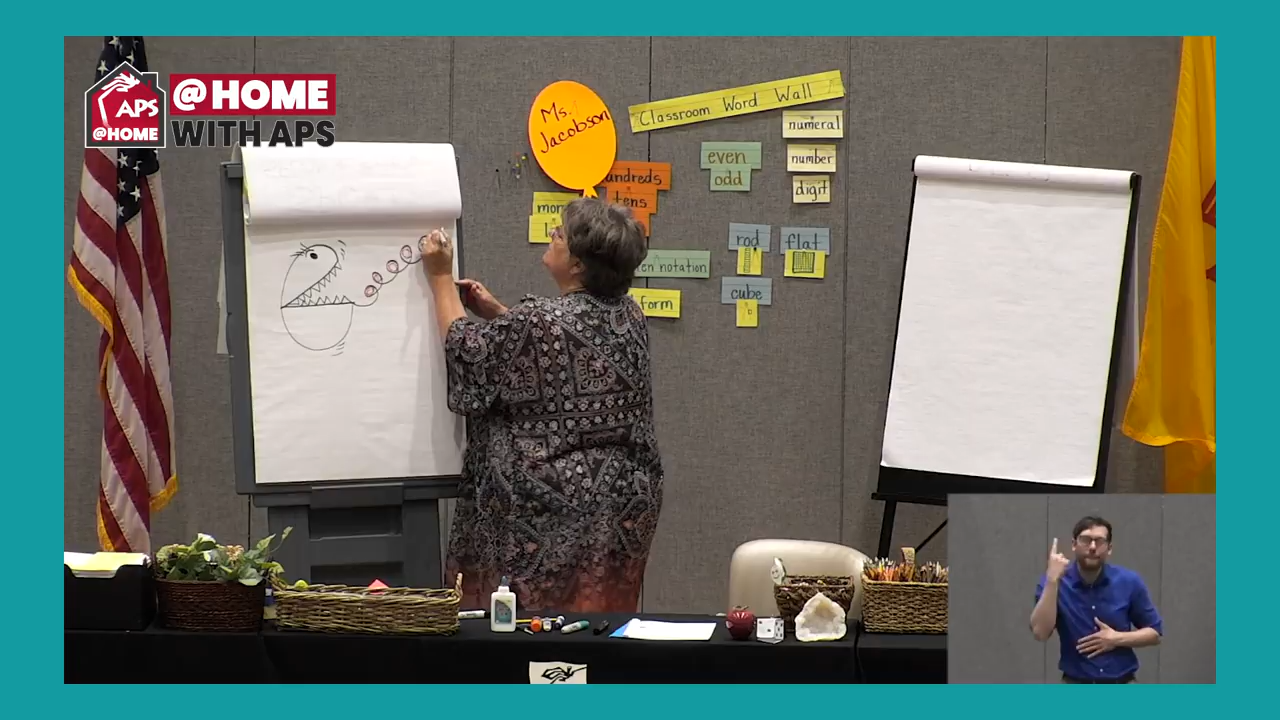 APS
@HOME
@HOME
WITH APS
Ms.
Jacobson
Classroom Word Wall
numeral
number
digit
even
odd
tens
rod
flat
cube
notation
form